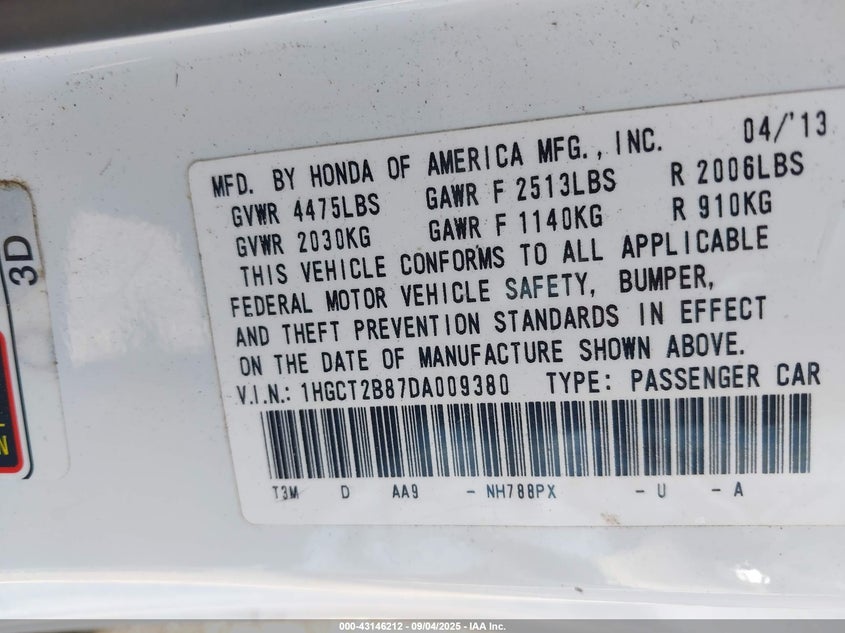 MFD. BY HONDA OF AMERICA MFG., INC. 04/'13
GVWR 4475LBS GAWR F 2513LBS R 2006LBS
GVWR 2030KG GAWR F 1140KG R 910KG
THIS VEHICLE CONFORMS TO ALL APPLICABLE
FEDERAL MOTOR VEHICLE SAFETY, BUMPER,
AND THEFT PREVENTION STANDARDS IN EFFECT
ON THE DATE OF MANUFACTURE SHOWN ABOVE.
V.I.N.: 1HGCT2B87DA009380 TYPE: PASSENGER CAR
T3M D AA9 - NH788PX - U - A
3D
N
000-43146212 - 09/04/2025 - IAA Inc.